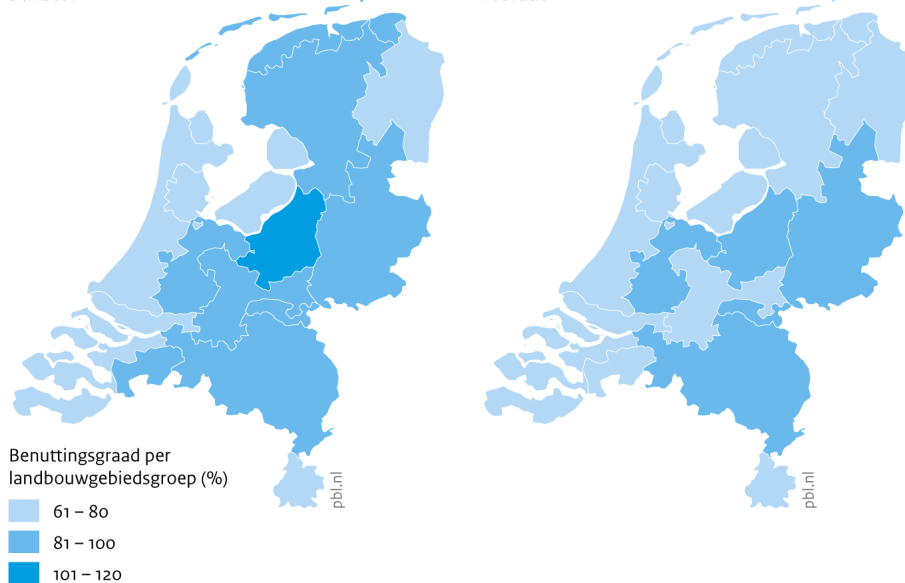 Benuttingsgraad per
landbouwgebiedsgroep (%)
61 – 80
81 – 100
101 – 120
pbl.nl
pbl.nl